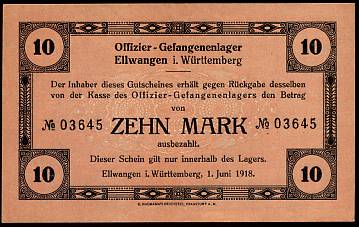 10 Offizier-Gefangenenlager 10
Ellwangen i. Württemberg
Der Inhaber dieses Gutscheines erhält gegen Rückgabe desselben
von der Kasse des Offizier-Gefangenenlagers den Betrag
von
№ 03645 ZEHN MARK № 03645
ausbezahlt.
Dieser Schein gilt nur innerhalb des Lagers.
10 Ellwangen i. Württemberg, 1. Juni 1918. 10